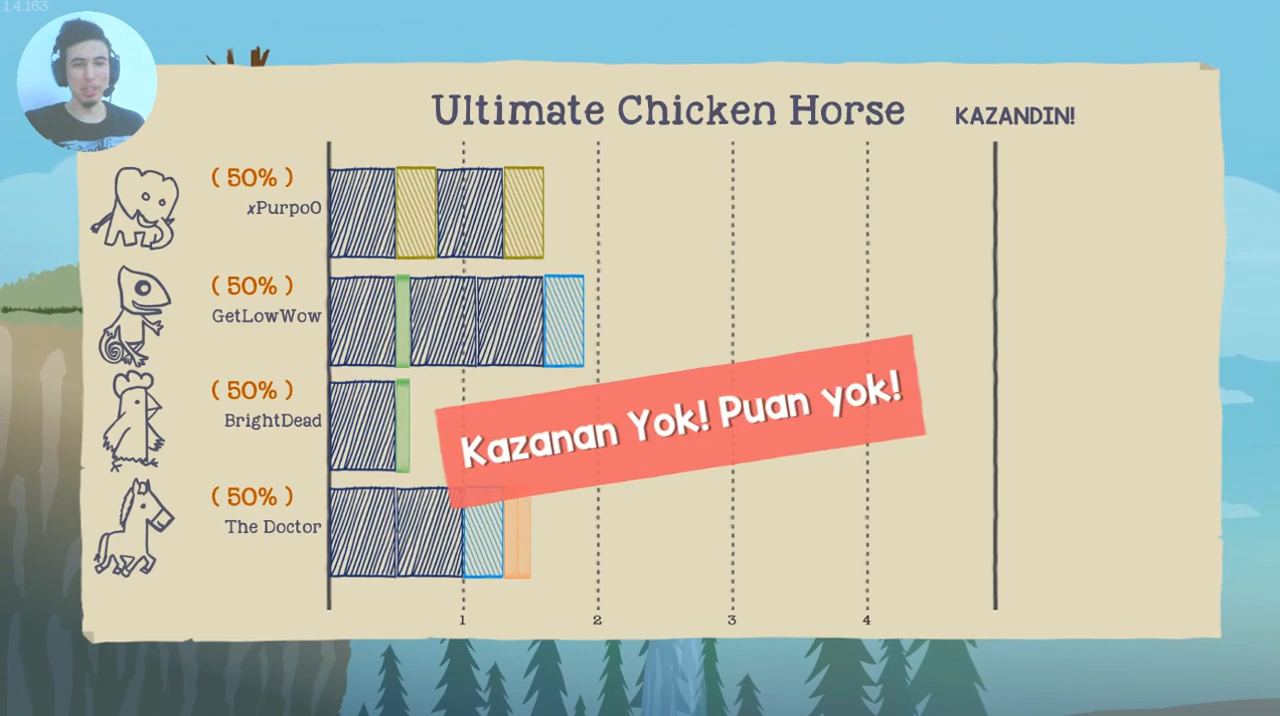 1.4.163
Ultimate Chicken Horse
KAZANDIN!
( 50% )
xPurpoO
( 50% )
GetLowWow
( 50% )
BrightDead
( 50% )
The Doctor
Kazanan Yok! Puan yok!
1 2 3 4